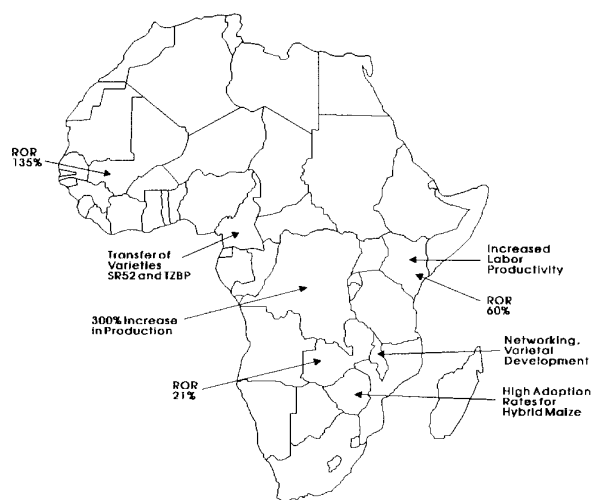 ROR
135%
Transfer of
Varieties
SR52 and TZBP
300% Increase
in Production
ROR
21%
Increased
Labor
Productivity
ROR
60%
Networking,
Varietal
Development
High Adoption
Rates for
Hybrid Maize